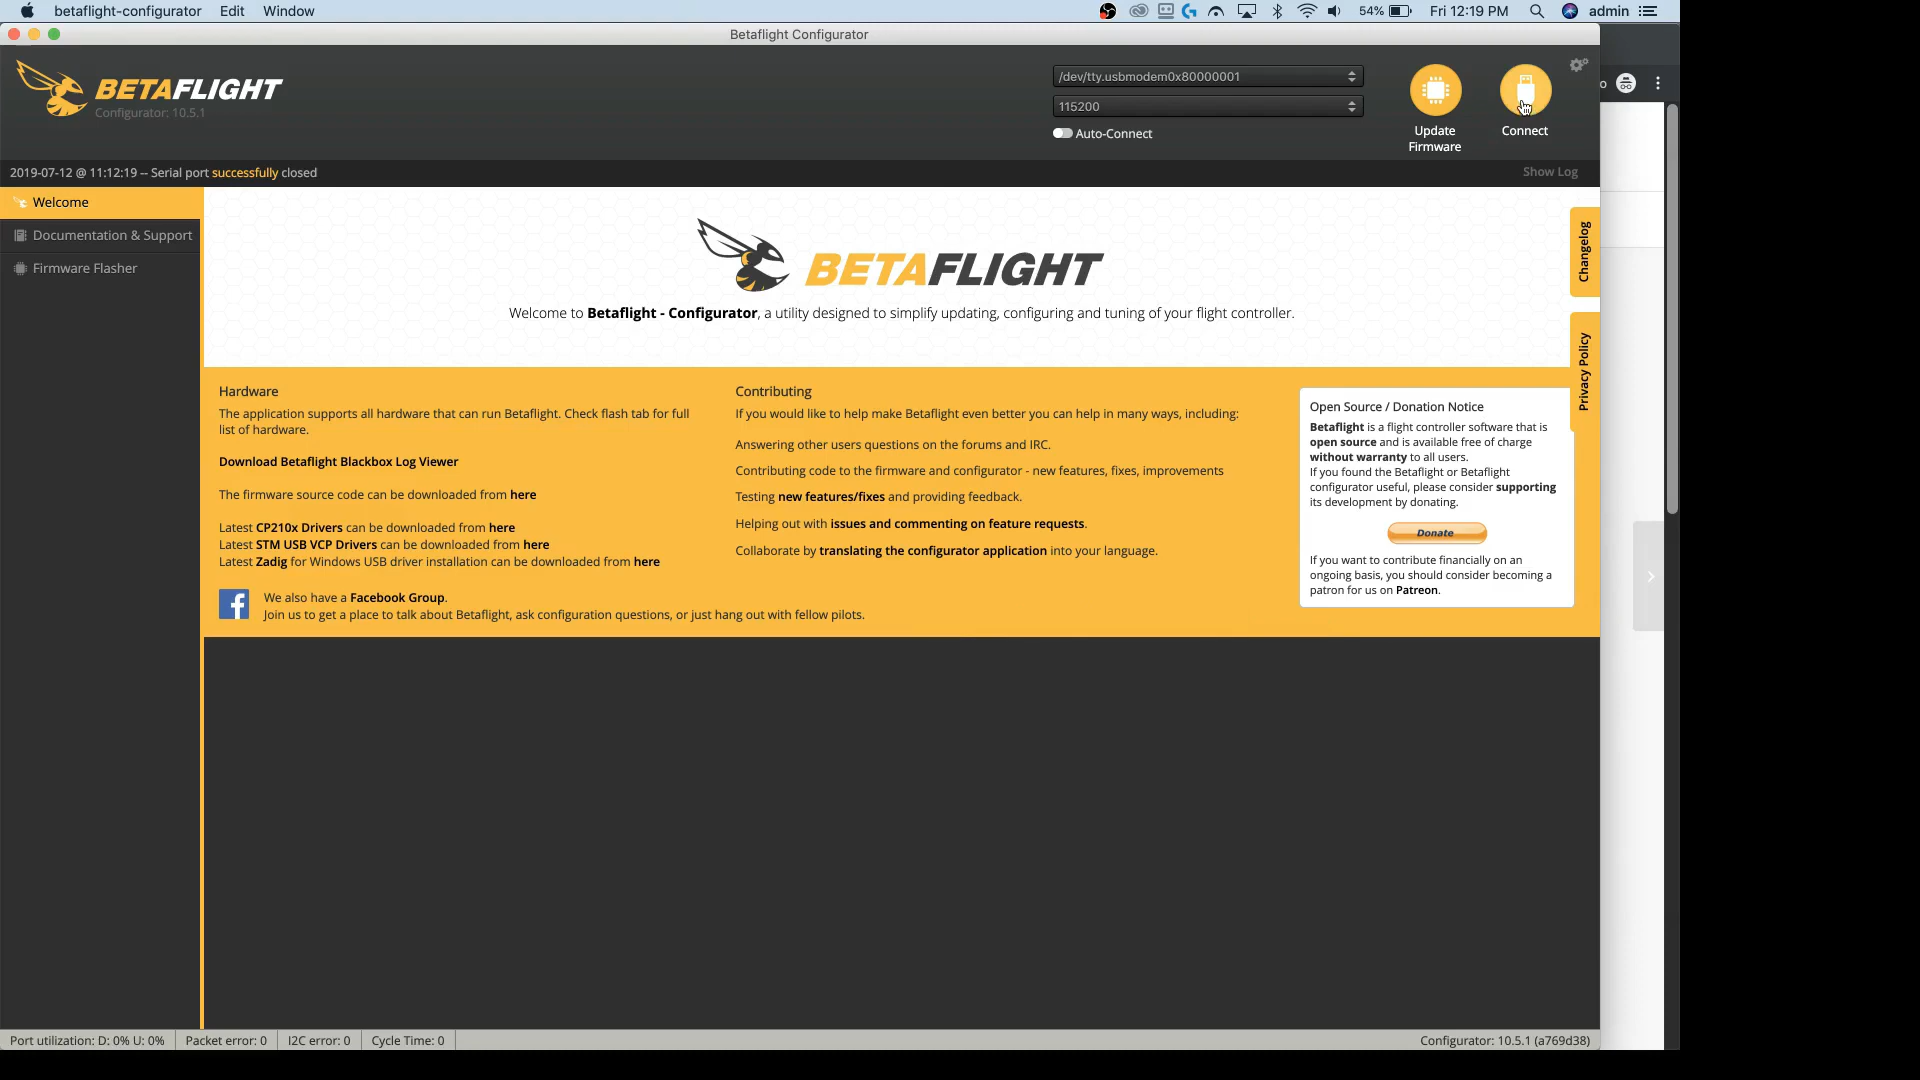 betaflight-configurator Edit Window
54% Fri 12:19 PM admin
Betaflight Configurator
BETAFLIGHT
Configurator: 10.5.1
/dev/tty.usbmodem0x80000001
115200
Auto-Connect
Update
Firmware
Connect
2019-07-12 @ 11:12:19 -- Serial port successfully closed
Show Log
Welcome
Documentation & Support
Firmware Flasher
BETAFLIGHT
Welcome to Betaflight - Configurator, a utility designed to simplify updating, configuring and tuning of your flight controller.
Changelog
Privacy Policy
Hardware
The application supports all hardware that can run Betaflight. Check flash tab for full
list of hardware.
Download Betaflight Blackbox Log Viewer
The firmware source code can be downloaded from here
Latest CP210x Drivers can be downloaded from here
Latest STM USB VCP Drivers can be downloaded from here
Latest Zadig for Windows USB driver installation can be downloaded from here
We also have a Facebook Group.
Join us to get a place to talk about Betaflight, ask configuration questions, or just hang out with fellow pilots.
Contributing
If you would like to help make Betaflight even better you can help in many ways, including:
Answering other users questions on the forums and IRC.
Contributing code to the firmware and configurator - new features, fixes, improvements
Testing new features/fixes and providing feedback.
Helping out with issues and commenting on feature requests.
Collaborate by translating the configurator application into your language.
Open Source / Donation Notice
Betaflight is a flight controller software that is
open source and is available free of charge
without warranty to all users.
If you found the Betaflight or Betaflight
configurator useful, please consider supporting
its development by donating.
Donate
If you want to contribute financially on an
ongoing basis, you should consider becoming a
patron for us on Patreon.
Port utilization: D: 0% U: 0%
Packet error: 0
I2C error: 0
Cycle Time: 0
Configurator: 10.5.1 (a769d38)